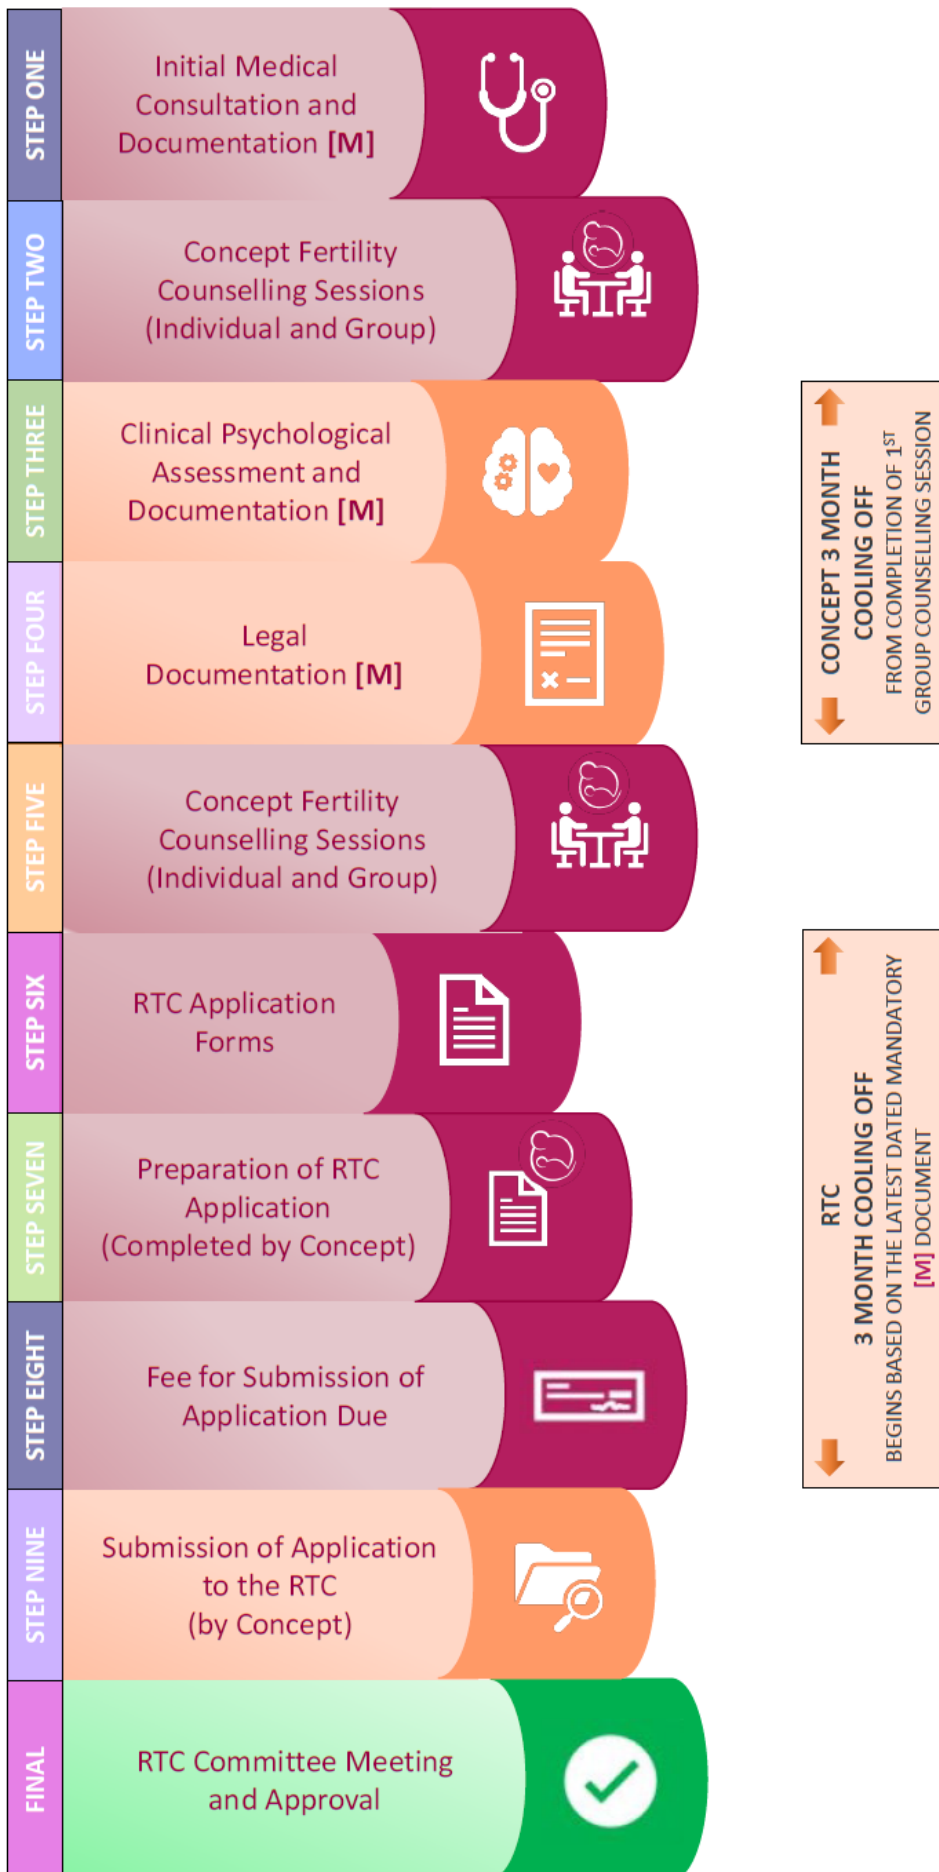 STEP ONE
Initial Medical
Consultation and
Documentation [M]
STEP TWO
Concept Fertility
Counselling Sessions
(Individual and Group)
STEP THREE
Clinical Psychological
Assessment and
Documentation [M]
STEP FOUR
Legal
Documentation [M]
CONCEPT 3 MONTH
COOLING OFF
FROM COMPLETION OF 1ST
GROUP COUNSELLING SESSION
STEP FIVE
Concept Fertility
Counselling Sessions
(Individual and Group)
STEP SIX
RTC Application
Forms
STEP SEVEN
Preparation of RTC
Application
(Completed by Concept)
STEP EIGHT
Fee for Submission of
Application Due
RTC
3 MONTH COOLING OFF
BEGINS BASED ON THE LATEST DATED MANDATORY
[M] DOCUMENT
STEP NINE
Submission of Application
to the RTC
(by Concept)
FINAL
RTC Committee Meeting
and Approval